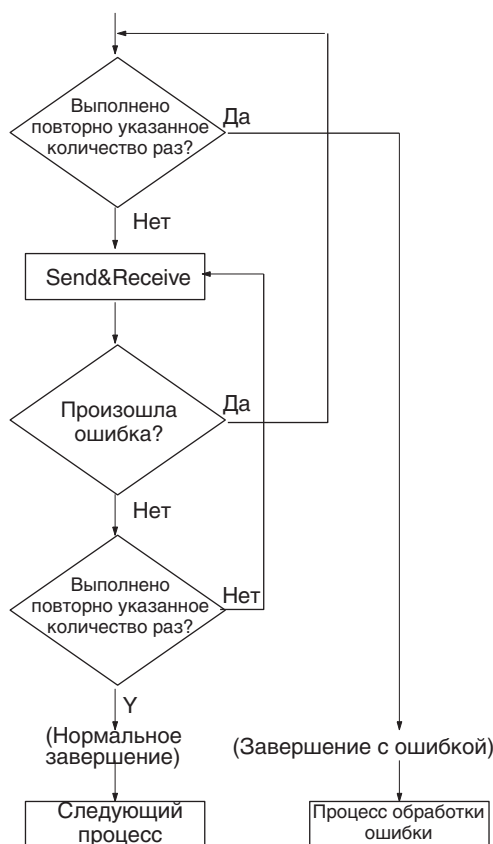 Выполнено
повторно указанное
количество раз?
Да
Нет
Send&Receive
Произошла
ошибка?
Да
Нет
Выполнено
повторно указанное
количество раз?
Нет
Y
(Нормальное
завершение)
(Завершение с ошибкой)
Следующий
процесс
Процесс обработки
ошибки